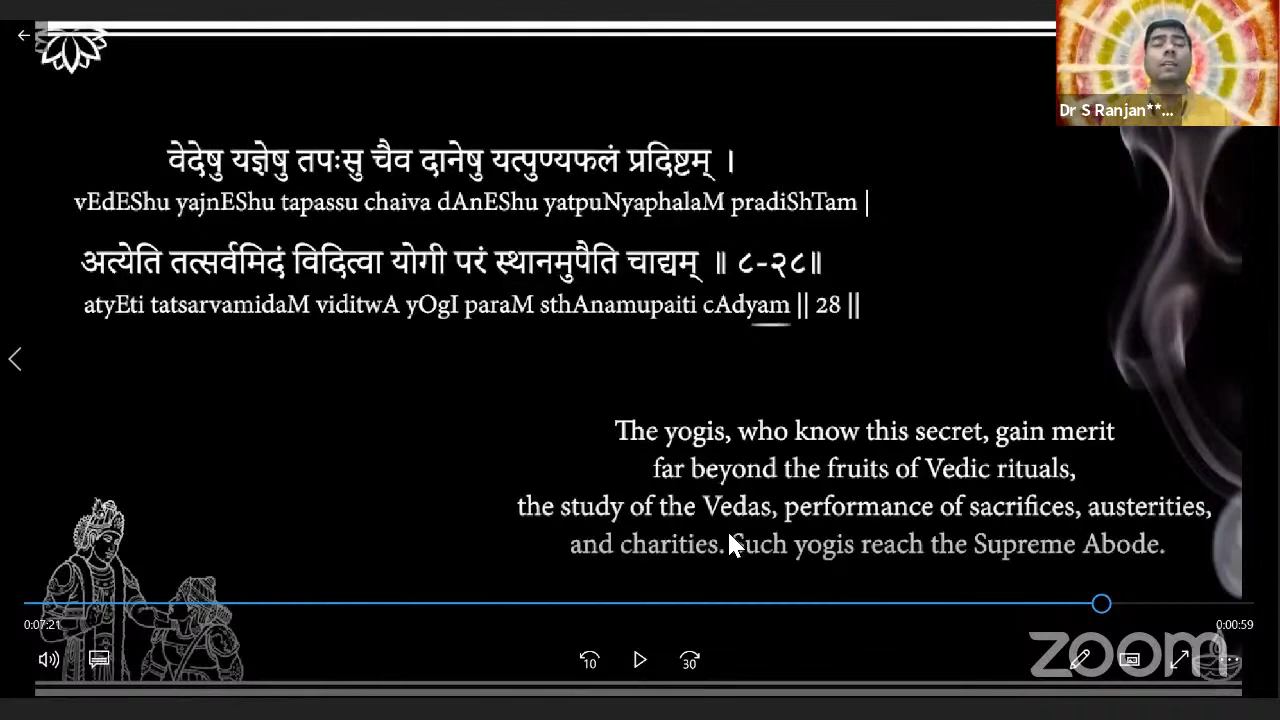 Dr S Ranjan**...
वेदेषु यज्ञेषु तपःसु चैव दानेषु यत्पुण्यफलं प्रदिष्टम् ।
vEdEShu yajnEShu tapassu chaiva dAnEShu yatpuNyaphalaM pradiShTam |
अत्येति तत्सर्वमिदं विदित्वा योगी परं स्थानमुपैति चाद्यम् ॥ ८-२८॥
atyEti tatsarvamidaM viditwA yOgI paraM sthAnamupaiti cAdyam || 28 ||
The yogis, who know this secret, gain merit
far beyond the fruits of Vedic rituals,
the study of the Vedas, performance of sacrifices, austerities,
and charities. Such yogis reach the Supreme Abode.
0:07:21
0:00:59
10
30
zoom